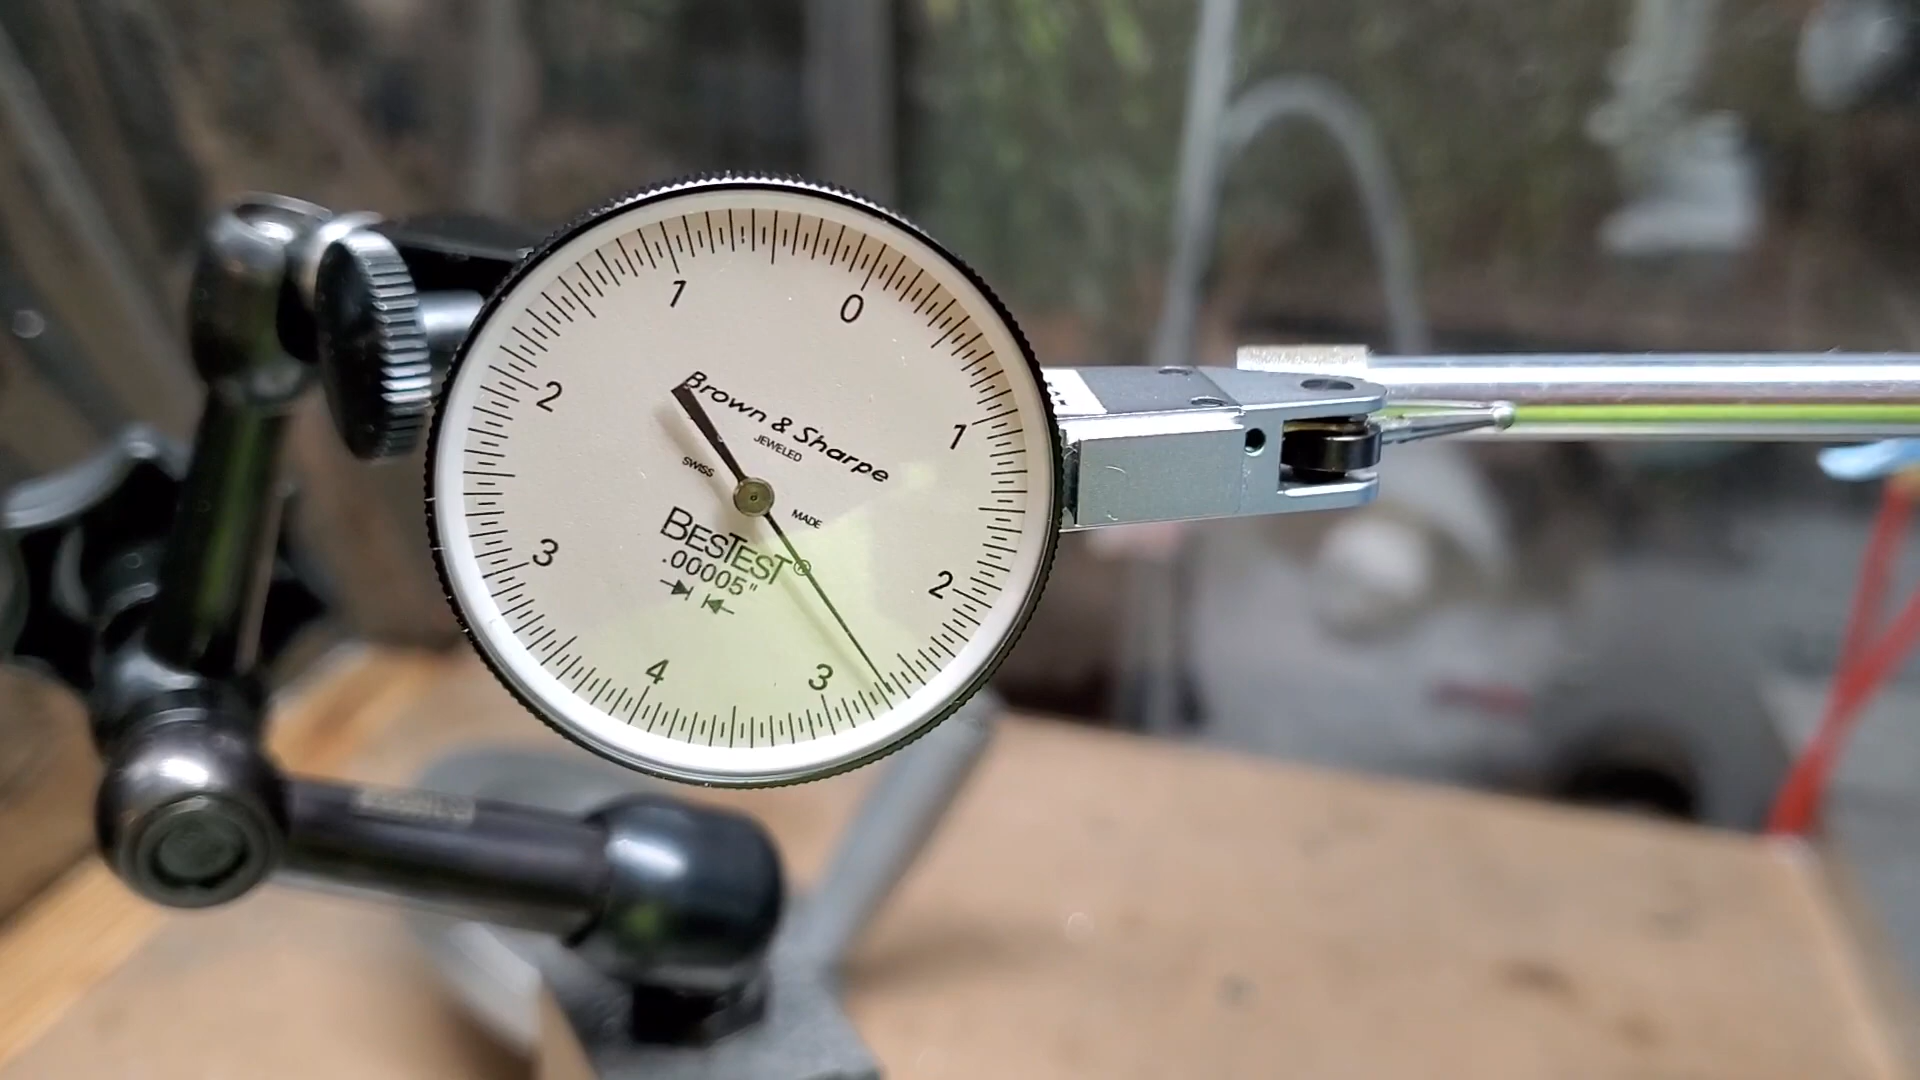 1
0
2
1
Brown & Sharpe
JEWELED
SWISS
MADE
BESTEST®
.00005"
3
2
4
3